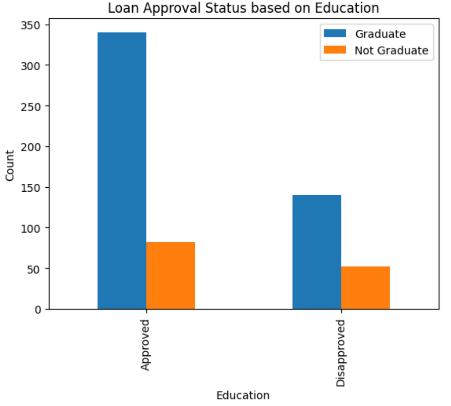 Loan Approval Status based on Education
Graduate
Not Graduate
350
300
250
200
150
100
50
0
Count
Approved
Disapproved
Education